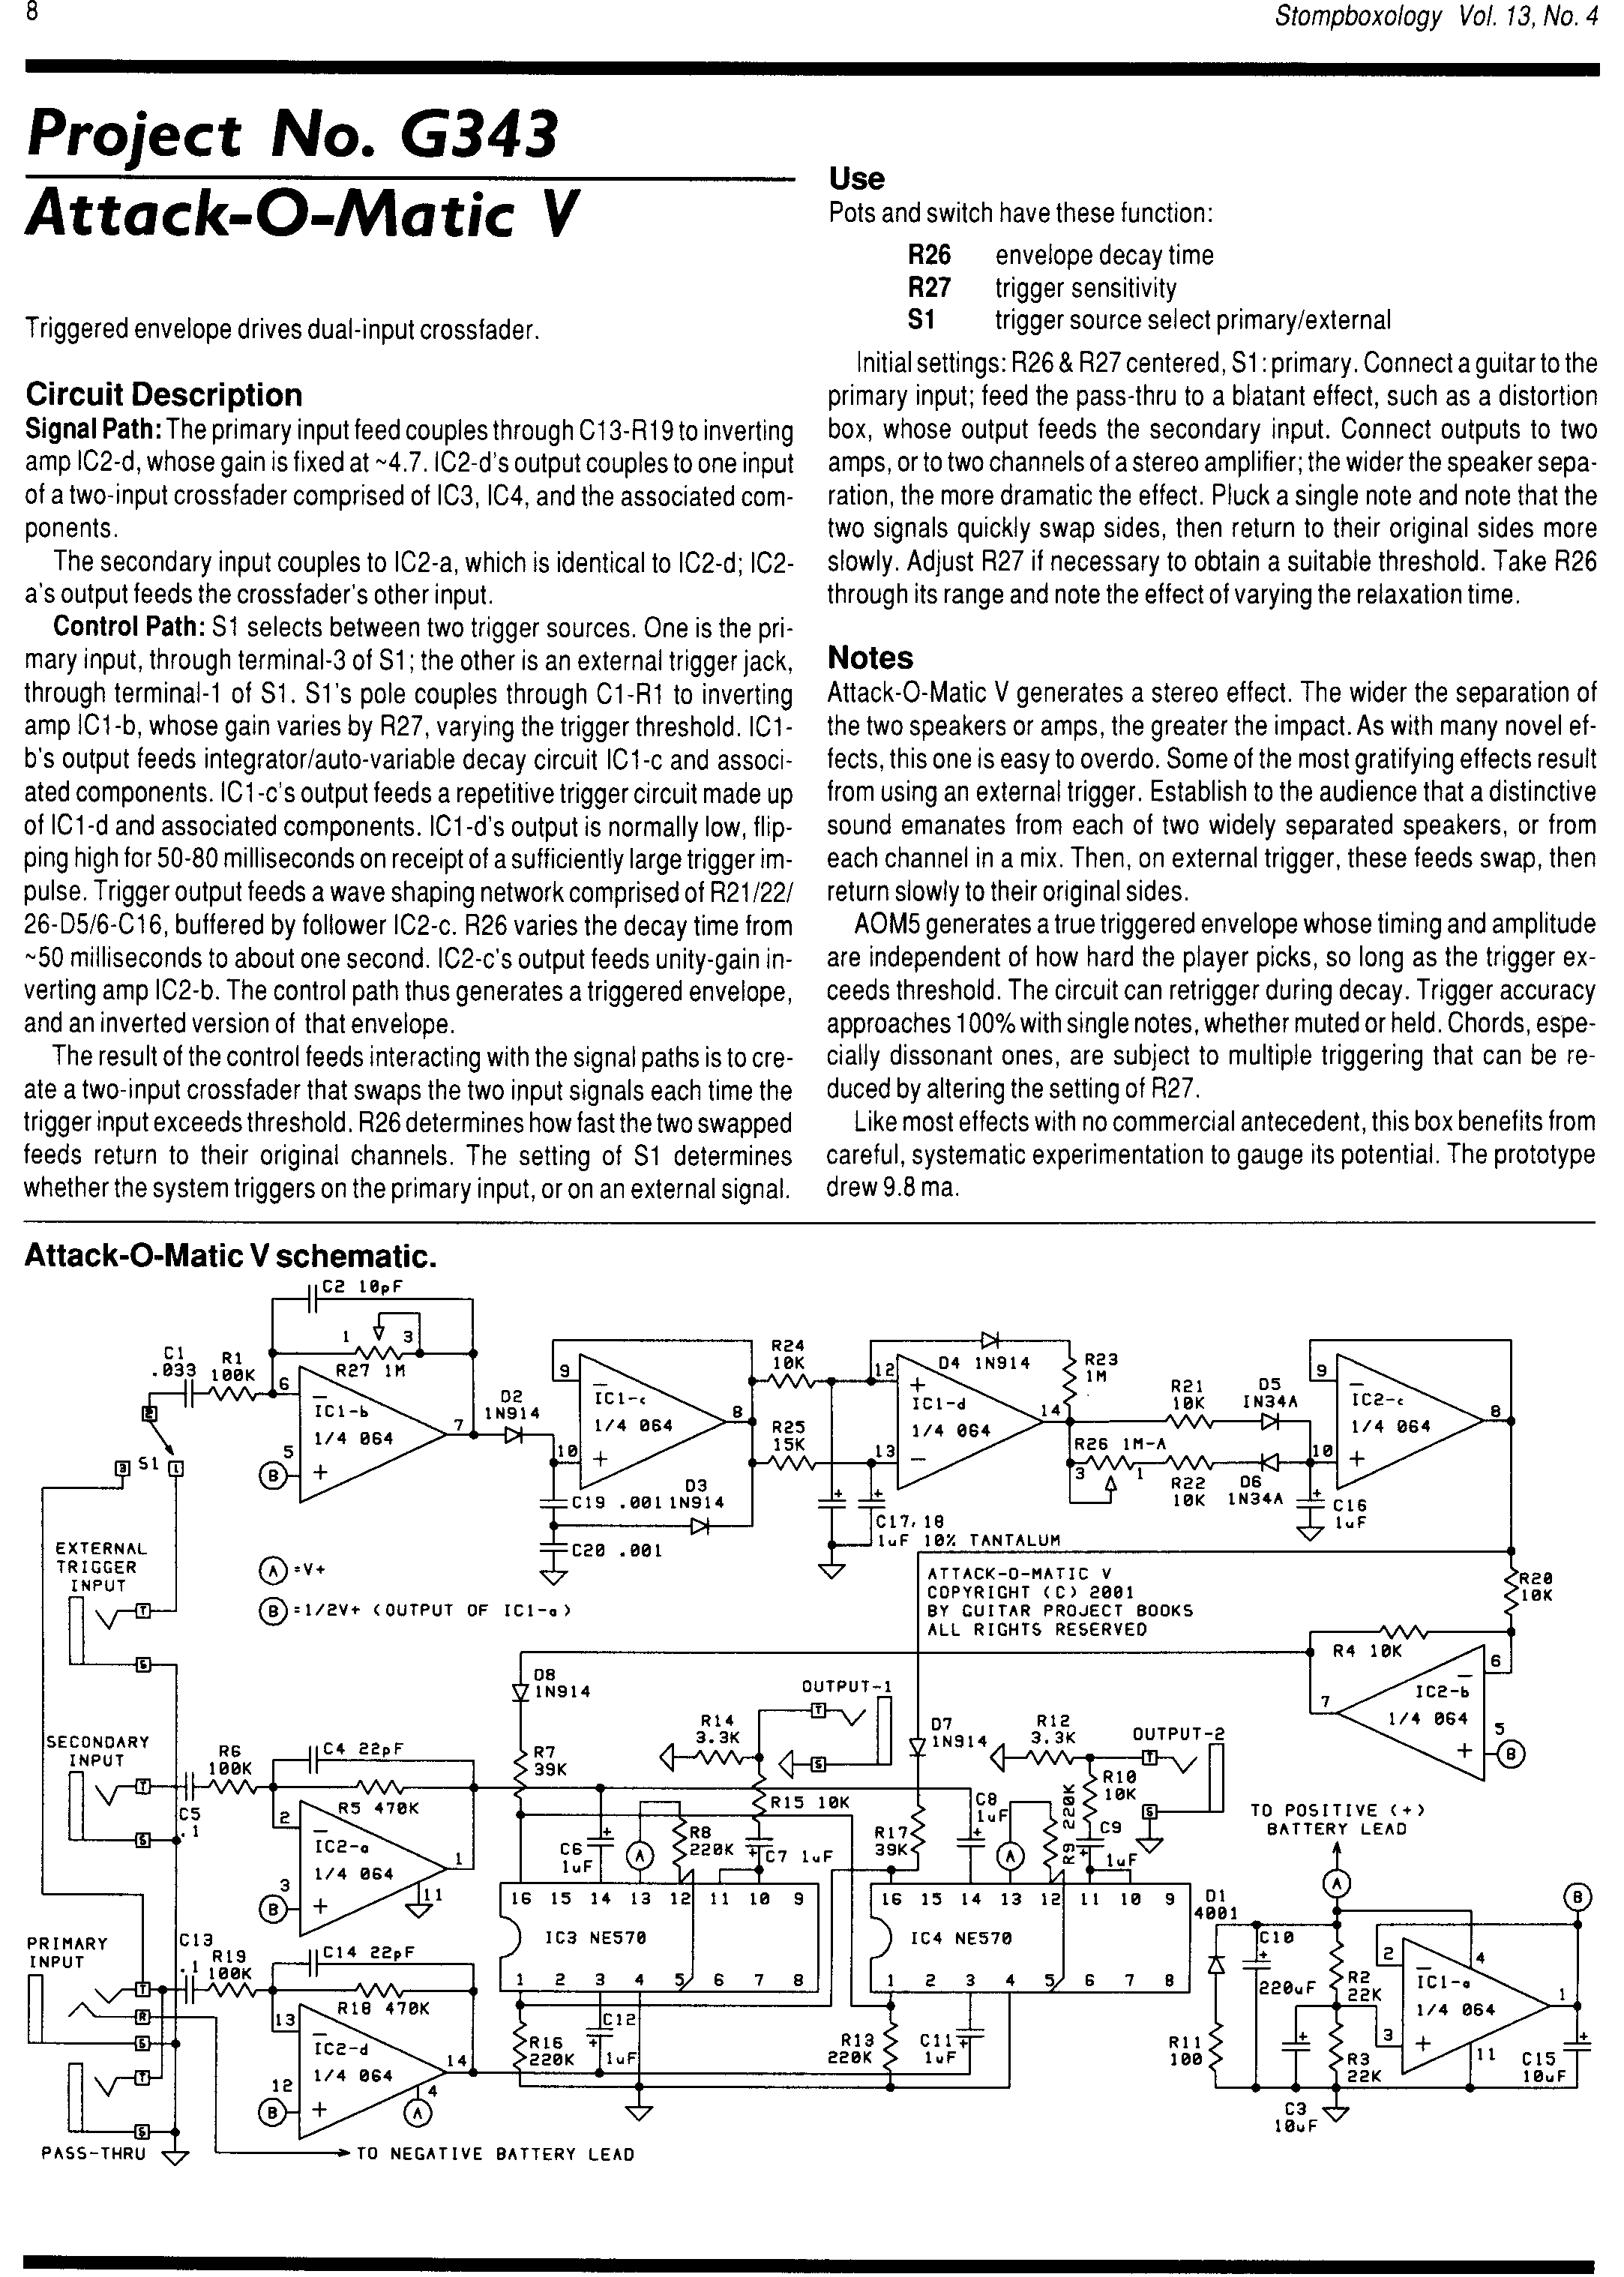 8
Stompboxology Vol. 13, No. 4
Project No. G343
Attack-O-Matic V
Triggered envelope drives dual-input crossfader.
Circuit Description
Signal Path: The primary input feed couples through C13-R19 to inverting
amp IC2-d, whose gain is fixed at ~4.7. IC2-d's output couples to one input
of a two-input crossfader comprised of IC3, IC4, and the associated com-
ponents.
The secondary input couples to IC2-a, which is identical to IC2-d; IC2-
a's output feeds the crossfader's other input.
Control Path: S1 selects between two trigger sources. One is the pri-
mary input, through terminal-3 of S1; the other is an external trigger jack,
through terminal-1 of S1. S1's pole couples through C1-R1 to inverting
amp IC1-b, whose gain varies by R27, varying the trigger threshold. IC1-
b's output feeds integrator/auto-variable decay circuit IC1-c and associ-
ated components. IC1-c's output feeds a repetitive trigger circuit made up
of IC1-d and associated components. IC1-d's output is normally low, flip-
ping high for 50-80 milliseconds on receipt of a sufficiently large trigger im-
pulse. Trigger output feeds a wave shaping network comprised of R21/22/
26-D5/6-C16, buffered by follower IC2-c. R26 varies the decay time from
~50 milliseconds to about one second. IC2-c's output feeds unity-gain in-
verting amp IC2-b. The control path thus generates a triggered envelope,
and an inverted version of that envelope.
The result of the control feeds interacting with the signal paths is to cre-
ate a two-input crossfader that swaps the two input signals each time the
trigger input exceeds threshold. R26 determines how fast the two swapped
feeds return to their original channels. The setting of S1 determines
whether the system triggers on the primary input, or on an external signal.
Use
Pots and switch have these function:
R26 envelope decay time
R27 trigger sensitivity
S1 trigger source select primary/external
Initial settings: R26 & R27 centered, S1: primary. Connect a guitar to the
primary input; feed the pass-thru to a blatant effect, such as a distortion
box, whose output feeds the secondary input. Connect outputs to two
amps, or to two channels of a stereo amplifier; the wider the speaker sepa-
ration, the more dramatic the effect. Pluck a single note and note that the
two signals quickly swap sides, then return to their original sides more
slowly. Adjust R27 if necessary to obtain a suitable threshold. Take R26
through its range and note the effect of varying the relaxation time.
Notes
Attack-O-Matic V generates a stereo effect. The wider the separation of
the two speakers or amps, the greater the impact. As with many novel ef-
fects, this one is easy to overdo. Some of the most gratifying effects result
from using an external trigger. Establish to the audience that a distinctive
sound emanates from each of two widely separated speakers, or from
each channel in a mix. Then, on external trigger, these feeds swap, then
return slowly to their original sides.
AOM5 generates a true triggered envelope whose timing and amplitude
are independent of how hard the player picks, so long as the trigger ex-
ceeds threshold. The circuit can retrigger during decay. Trigger accuracy
approaches 100% with single notes, whether muted or held. Chords, espe-
cially dissonant ones, are subject to multiple triggering that can be re-
duced by altering the setting of R27.
Like most effects with no commercial antecedent, this box benefits from
careful, systematic experimentation to gauge its potential. The prototype
drew 9.8 ma.
Attack-O-Matic V schematic.
C2 10pF
1 3
R27 1M
C1
.033
R1
100K
6
IC1-b
1/4 064
7
5
B
2
3 S1 1
D2
1N914
9
IC1-c
1/4 064
8
10
C19 .001
D3
1N914
C20 .001
R24
10K
R25
15K
12
D4 1N914
IC1-d
1/4 064
14
13
C17, 18
1uF 10% TANTALUM
R23
1M
R21
10K
D5
1N34A
R26 1M-A
3 1
R22
10K
D6
1N34A
9
IC2-c
1/4 064
8
10
C16
1uF
EXTERNAL
TRIGGER
INPUT
T
S
A =V+
B =1/2V+ (OUTPUT OF IC1-a)
ATTACK-O-MATIC V
COPYRIGHT (C) 2001
BY GUITAR PROJECT BOOKS
ALL RIGHTS RESERVED
R20
10K
R4 10K
6
IC2-b
1/4 064
7
5
B
D8
1N914
OUTPUT-1
T
S
R14
3.3K
D7
1N914
R12
3.3K
OUTPUT-2
T
S
SECONDARY
INPUT
T
S
C5
.1
R6
100K
C4 22pF
R5 470K
2
IC2-a
1/4 064
1
11
3
B
R7
39K
R15 10K
C6
1uF
A
R8
220K
C7 1uF
R17
39K
C8
1uF
A
R9 220K
R10
10K
C9
1uF
16 15 14 13 12 11 10 9
IC3 NE570
1 2 3 4 5 6 7 8
16 15 14 13 12 11 10 9
IC4 NE570
1 2 3 4 5 6 7 8
TO POSITIVE (+)
BATTERY LEAD
A
B
D1
4001
C10
220uF
R2
22K
2
4
IC1-a
1/4 064
1
3
11
R11
100
R3
22K
C15
10uF
C3
10uF
PRIMARY
INPUT
T
R
S
C13
.1
R19
100K
C14 22pF
R18 470K
13
IC2-d
1/4 064
14
12
B
4
A
R16
220K
C12
1uF
R13
220K
C11
1uF
T
S
PASS-THRU
TO NEGATIVE BATTERY LEAD